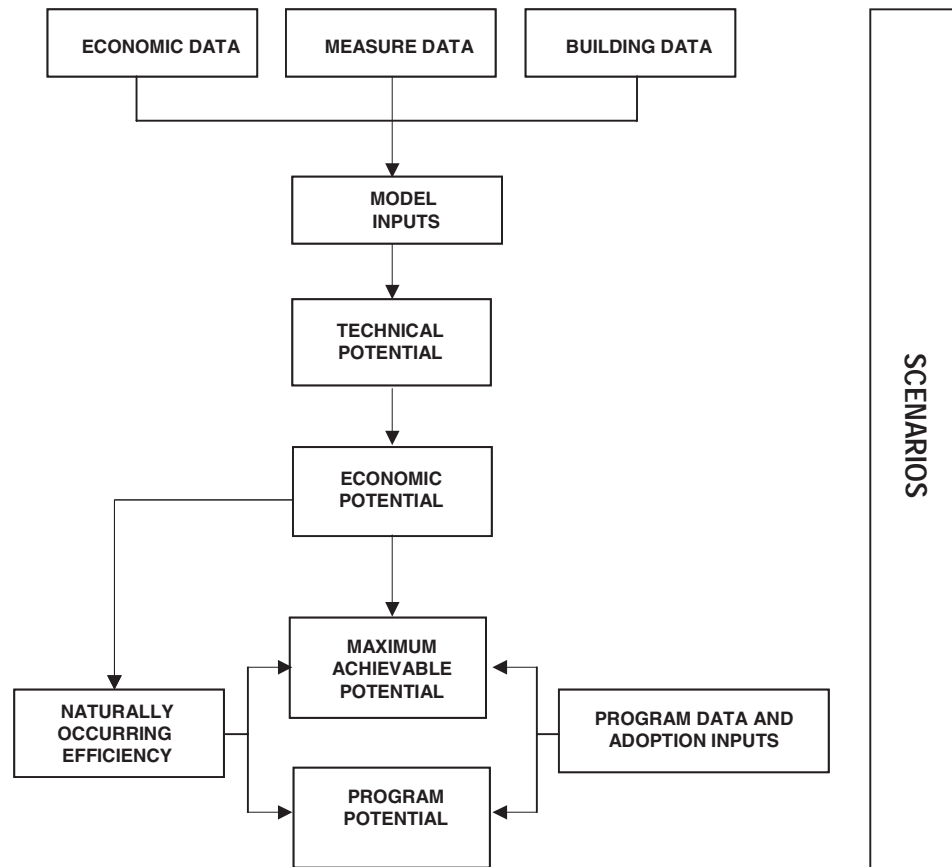 ECONOMIC DATA
MEASURE DATA
BUILDING DATA
MODEL
INPUTS
TECHNICAL
POTENTIAL
ECONOMIC
POTENTIAL
MAXIMUM
ACHIEVABLE
POTENTIAL
NATURALLY
OCCURRING
EFFICIENCY
PROGRAM DATA AND
ADOPTION INPUTS
PROGRAM
POTENTIAL
SCENARIOS